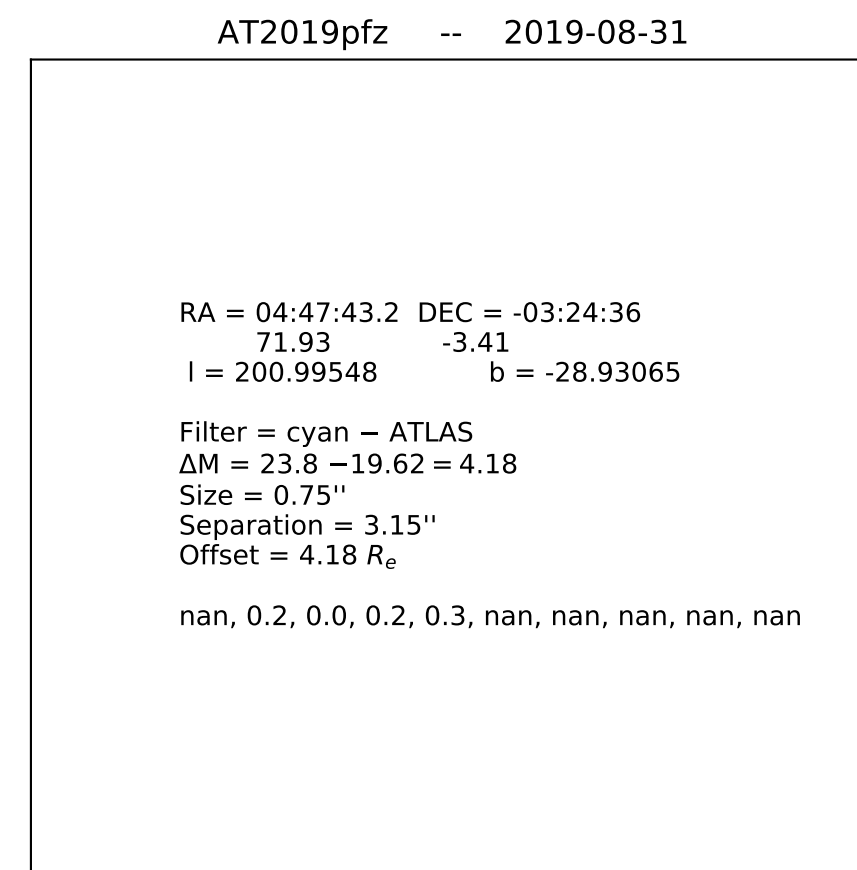 AT2019pfz -- 2019-08-31
RA = 04:47:43.2 DEC = -03:24:36
71.93 -3.41
l = 200.99548 b = -28.93065
Filter = cyan − ATLAS
ΔM = 23.8 −19.62 = 4.18
Size = 0.75''
Separation = 3.15''
Offset = 4.18 Re
nan, 0.2, 0.0, 0.2, 0.3, nan, nan, nan, nan, nan